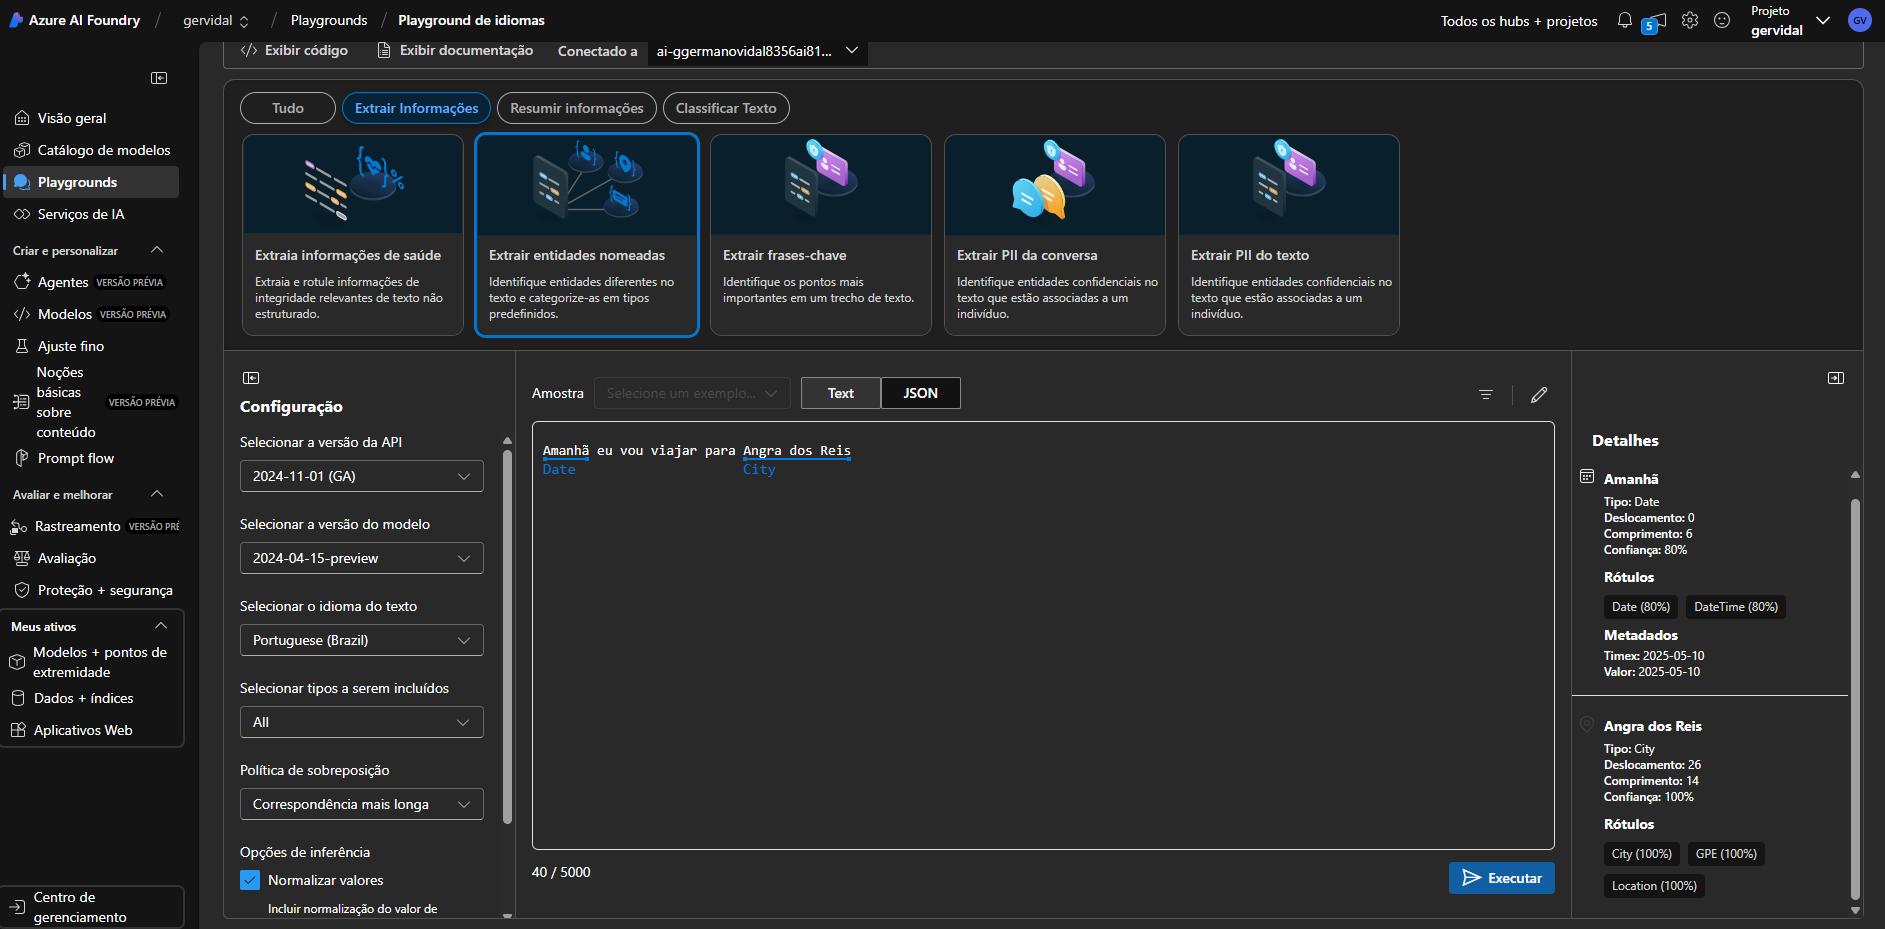 Azure AI Foundry / gervidal / Playgrounds / Playground de idiomas
Todos os hubs + projetos
5
Projeto
gervidal
GV
Exibir código
Exibir documentação
Conectado a
ai-ggermanovidal8356ai81...
Visão geral
Catálogo de modelos
Playgrounds
Serviços de IA
Criar e personalizar
Agentes VERSÃO PRÉVIA
Modelos VERSÃO PRÉVIA
Ajuste fino
Noções
básicas
sobre
conteúdo
VERSÃO PRÉVIA
Prompt flow
Avaliar e melhorar
Rastreamento VERSÃO PRÉ
Avaliação
Proteção + segurança
Meus ativos
Modelos + pontos de
extremidade
Dados + índices
Aplicativos Web
Centro de
gerenciamento
Tudo
Extrair Informações
Resumir informações
Classificar Texto
Extraia informações de saúde
Extraia e rotule informações de
integridade relevantes de texto não
estruturado.
Extrair entidades nomeadas
Identifique entidades diferentes no
texto e categorize-as em tipos
predefinidos.
Extrair frases-chave
Identifique os pontos mais
importantes em um trecho de texto.
Extrair PII da conversa
Identifique entidades confidenciais no
texto que estão associadas a um
indivíduo.
Extrair PII do texto
Identifique entidades confidenciais no
texto que estão associadas a um
indivíduo.
Configuração
Selecionar a versão da API
2024-11-01 (GA)
Selecionar a versão do modelo
2024-04-15-preview
Selecionar o idioma do texto
Portuguese (Brazil)
Selecionar tipos a serem incluídos
All
Política de sobreposição
Correspondência mais longa
Opções de inferência
Normalizar valores
Incluir normalização do valor de
Amostra
Selecione um exemplo...
Text
JSON
Amanhã eu vou viajar para Angra dos Reis
Date City
40 / 5000
Executar
Detalhes
Amanhã
Tipo: Date
Deslocamento: 0
Comprimento: 6
Confiança: 80%
Rótulos
Date (80%) DateTime (80%)
Metadados
Timex: 2025-05-10
Valor: 2025-05-10
Angra dos Reis
Tipo: City
Deslocamento: 26
Comprimento: 14
Confiança: 100%
Rótulos
City (100%) GPE (100%)
Location (100%)